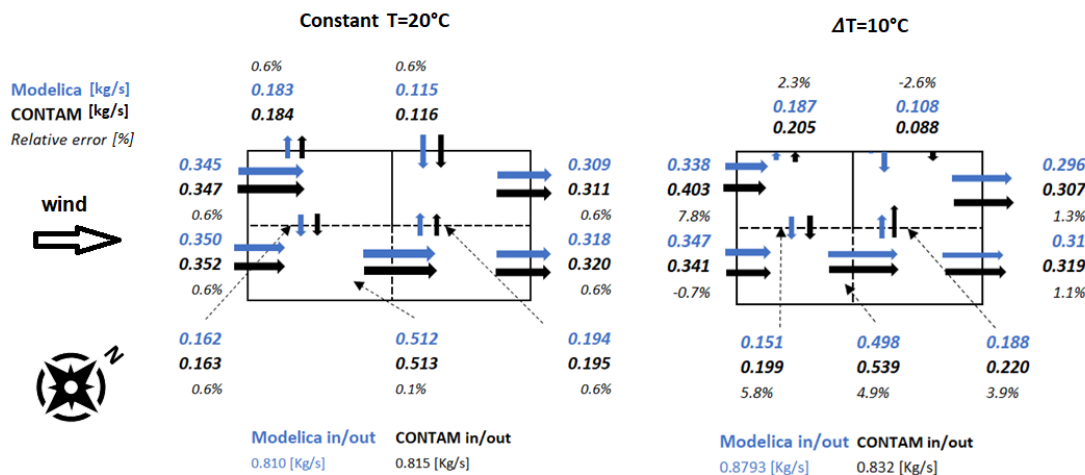 Constant T=20°C
ΔT=10°C
0.6% 0.6%
Modelica [kg/s] 0.183 0.115
CONTAM [kg/s] 0.184 0.116
Relative error [%]
2.3% -2.6%
0.187 0.108
0.205 0.088
0.345 0.309
0.347 0.311
0.6% 0.6%
wind
0.350 0.318
0.352 0.320
0.6% 0.6%
0.338 0.296
0.403 0.307
7.8% 1.3%
0.347 0.31
0.341 0.319
-0.7% 1.1%
N
0.162 0.512 0.194
0.163 0.513 0.195
0.6% 0.1% 0.6%
0.151 0.498 0.188
0.199 0.539 0.220
5.8% 4.9% 3.9%
Modelica in/out CONTAM in/out
0.810 [Kg/s] 0.815 [Kg/s]
Modelica in/out CONTAM in/out
0.8793 [Kg/s] 0.832 [Kg/s]